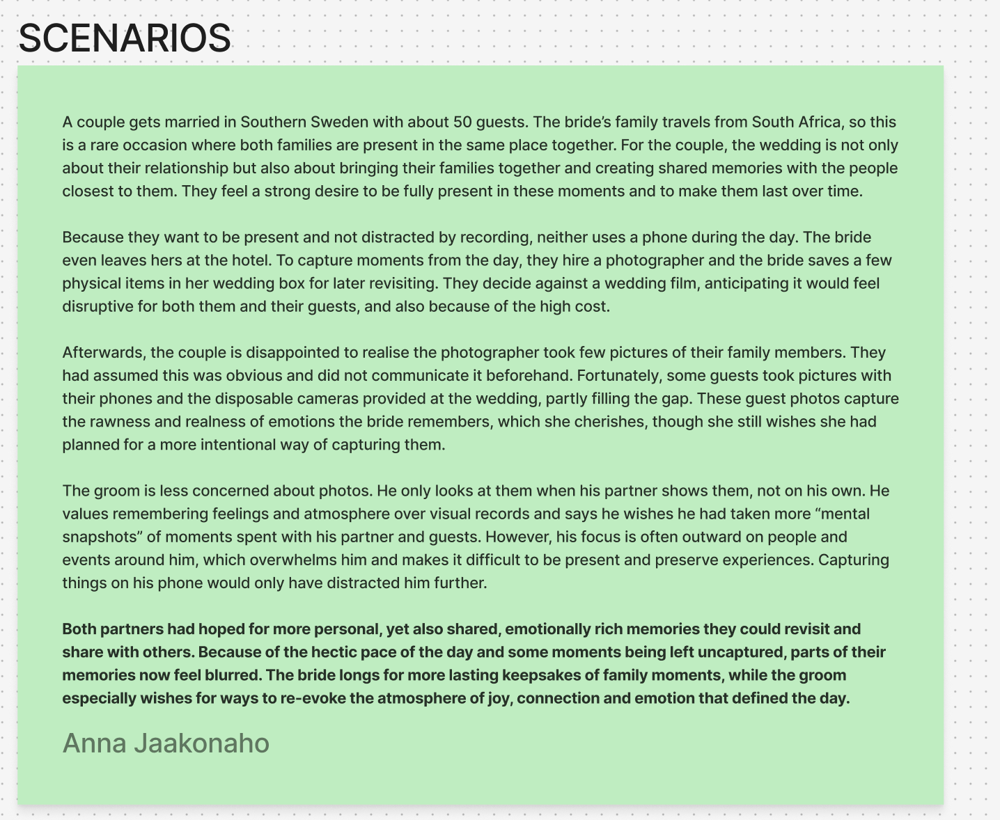 SCENARIOS
A couple gets married in Southern Sweden with about 50 guests. The bride’s family travels from South Africa, so this
is a rare occasion where both families are present in the same place together. For the couple, the wedding is not only
about their relationship but also about bringing their families together and creating shared memories with the people
closest to them. They feel a strong desire to be fully present in these moments and to make them last over time.
Because they want to be present and not distracted by recording, neither uses a phone during the day. The bride
even leaves hers at the hotel. To capture moments from the day, they hire a photographer and the bride saves a few
physical items in her wedding box for later revisiting. They decide against a wedding film, anticipating it would feel
disruptive for both them and their guests, and also because of the high cost.
Afterwards, the couple is disappointed to realise the photographer took few pictures of their family members. They
had assumed this was obvious and did not communicate it beforehand. Fortunately, some guests took pictures with
their phones and the disposable cameras provided at the wedding, partly filling the gap. These guest photos capture
the rawness and realness of emotions the bride remembers, which she cherishes, though she still wishes she had
planned for a more intentional way of capturing them.
The groom is less concerned about photos. He only looks at them when his partner shows them, not on his own. He
values remembering feelings and atmosphere over visual records and says he wishes he had taken more “mental
snapshots” of moments spent with his partner and guests. However, his focus is often outward on people and
events around him, which overwhelms him and makes it difficult to be present and preserve experiences. Capturing
things on his phone would only have distracted him further.
Both partners had hoped for more personal, yet also shared, emotionally rich memories they could revisit and
share with others. Because of the hectic pace of the day and some moments being left uncaptured, parts of their
memories now feel blurred. The bride longs for more lasting keepsakes of family moments, while the groom
especially wishes for ways to re-evoke the atmosphere of joy, connection and emotion that defined the day.
Anna Jaakonaho